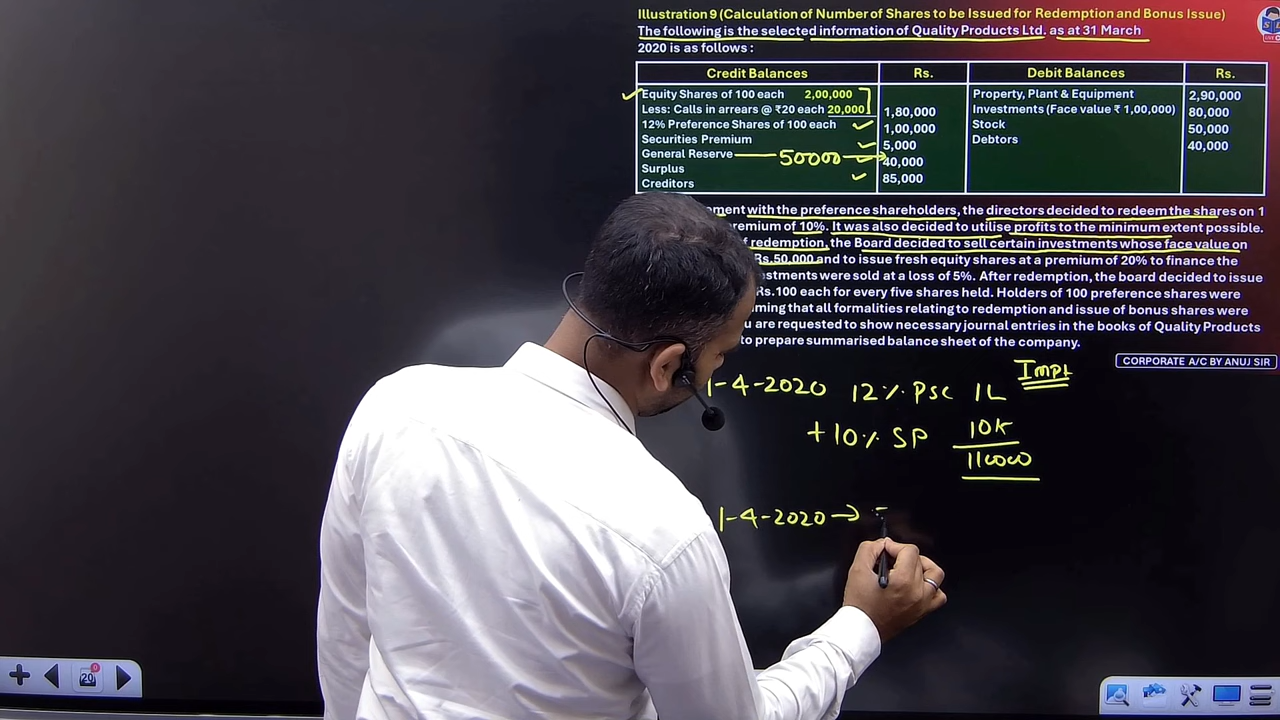 Illustration 9 (Calculation of Number of Shares to be Issued for Redemption and Bonus Issue)
The following is the selected information of Quality Products Ltd. as at 31 March
2020 is as follows :
Credit Balances Rs. Debit Balances Rs.
Equity Shares of 100 each 2,00,000
Less: Calls in arrears @ ₹20 each 20,000 1,80,000
12% Preference Shares of 100 each 1,00,000
Securities Premium 5,000
General Reserve 50000 40,000
Surplus 85,000
Creditors
Property, Plant & Equipment 2,90,000
Investments (Face value ₹ 1,00,000) 80,000
Stock 50,000
Debtors 40,000
with the preference shareholders, the directors decided to redeem the shares on 1
premium of 10%. It was also decided to utilise profits to the minimum extent possible.
redemption, the Board decided to sell certain investments whose face value on
Rs.50,000 and to issue fresh equity shares at a premium of 20% to finance the
were sold at a loss of 5%. After redemption, the board decided to issue
Rs.100 each for every five shares held. Holders of 100 preference shares were
that all formalities relating to redemption and issue of bonus shares were
are requested to show necessary journal entries in the books of Quality Products
to prepare summarised balance sheet of the company.
CORPORATE A/C BY ANUJ SIR
Impt
1-4-2020 12% PSC 1L
+10% SP 10K
110000
1-4-2020 →
20